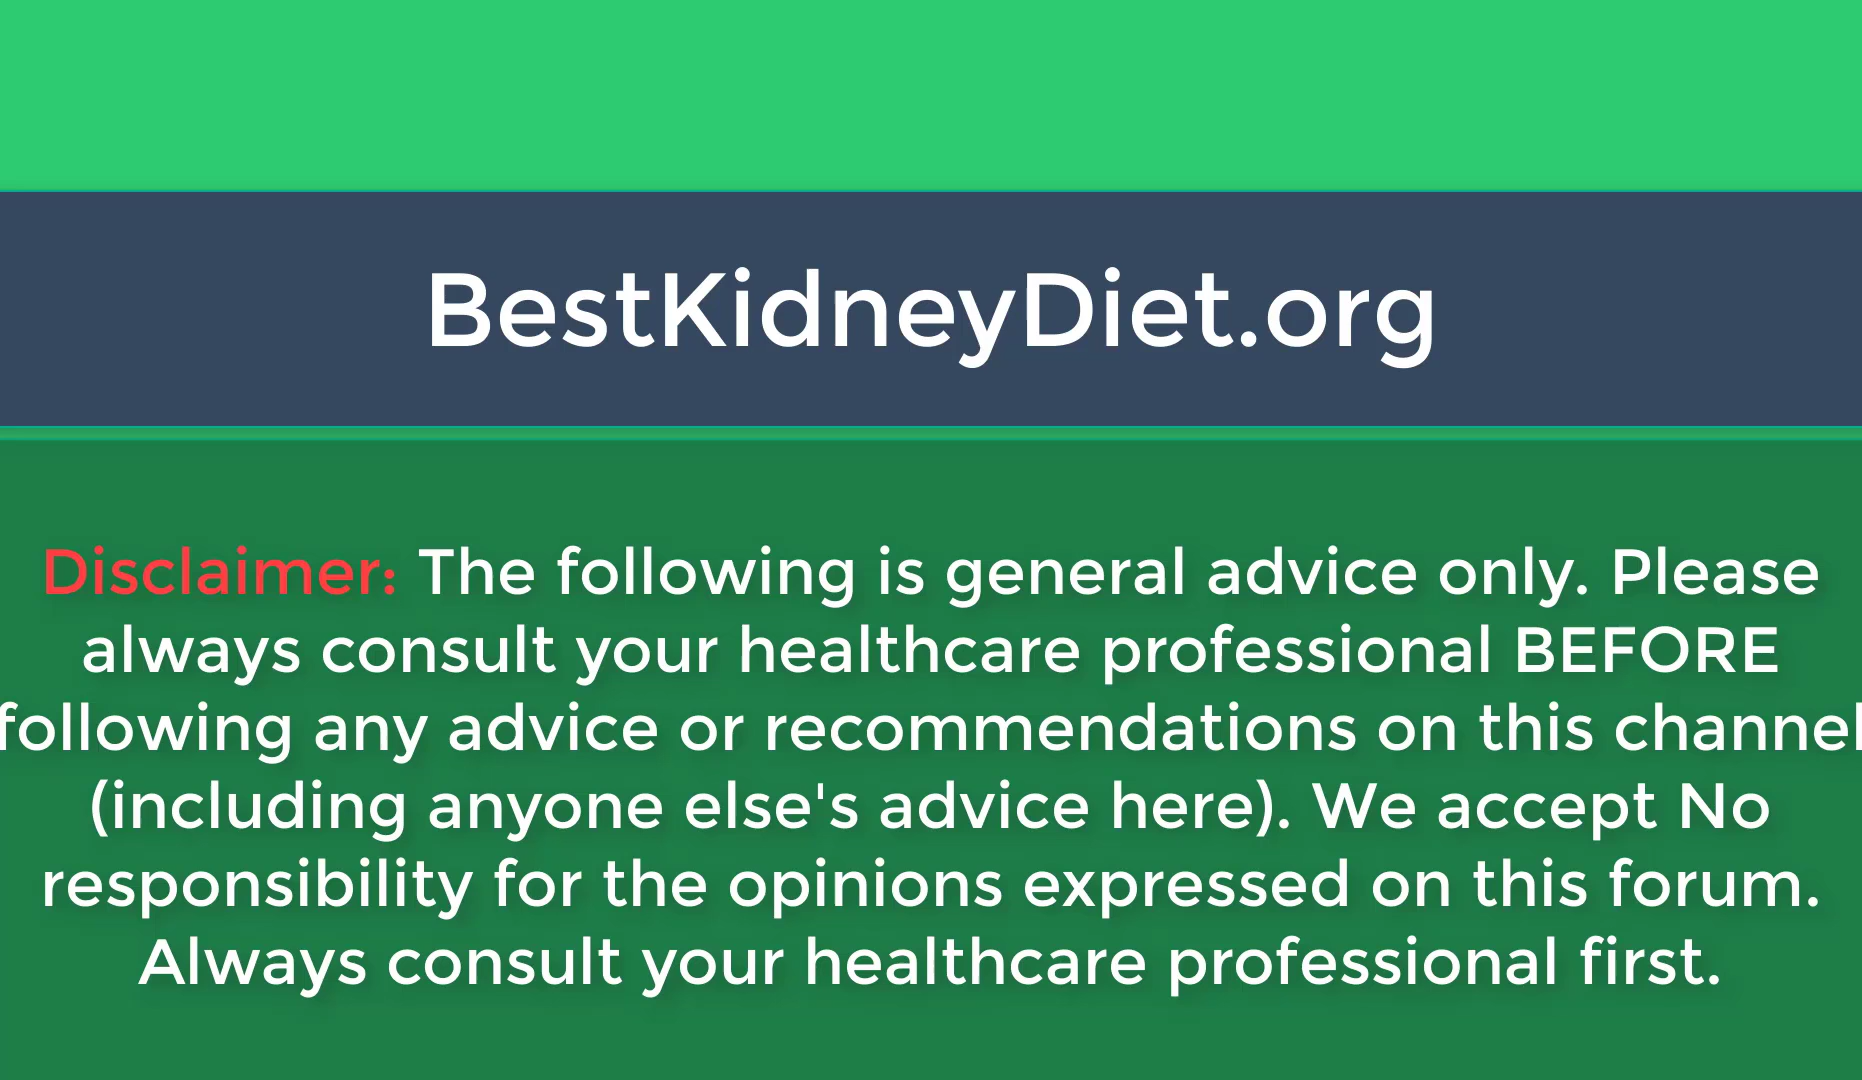 BestKidneyDiet.org
Disclaimer: The following is general advice only. Please
always consult your healthcare professional BEFORE
following any advice or recommendations on this channel
(including anyone else's advice here). We accept No
responsibility for the opinions expressed on this forum.
Always consult your healthcare professional first.